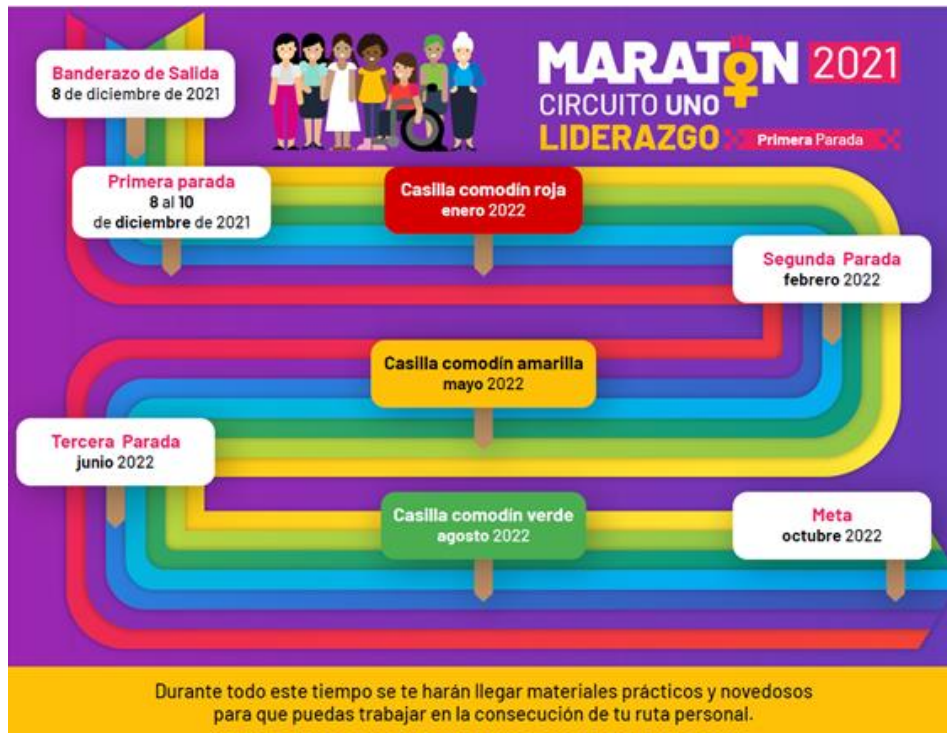 Banderazo de Salida
8 de diciembre de 2021
MARATON 2021
CIRCUITO UNO
LIDERAZGO
Primera Parada
Primera parada
8 al 10
de diciembre de 2021
Casilla comodín roja
enero 2022
Segunda Parada
febrero 2022
Casilla comodín amarilla
mayo 2022
Tercera Parada
junio 2022
Casilla comodín verde
agosto 2022
Meta
octubre 2022
Durante todo este tiempo se te harán llegar materiales prácticos y novedosos
para que puedas trabajar en la consecución de tu ruta personal.